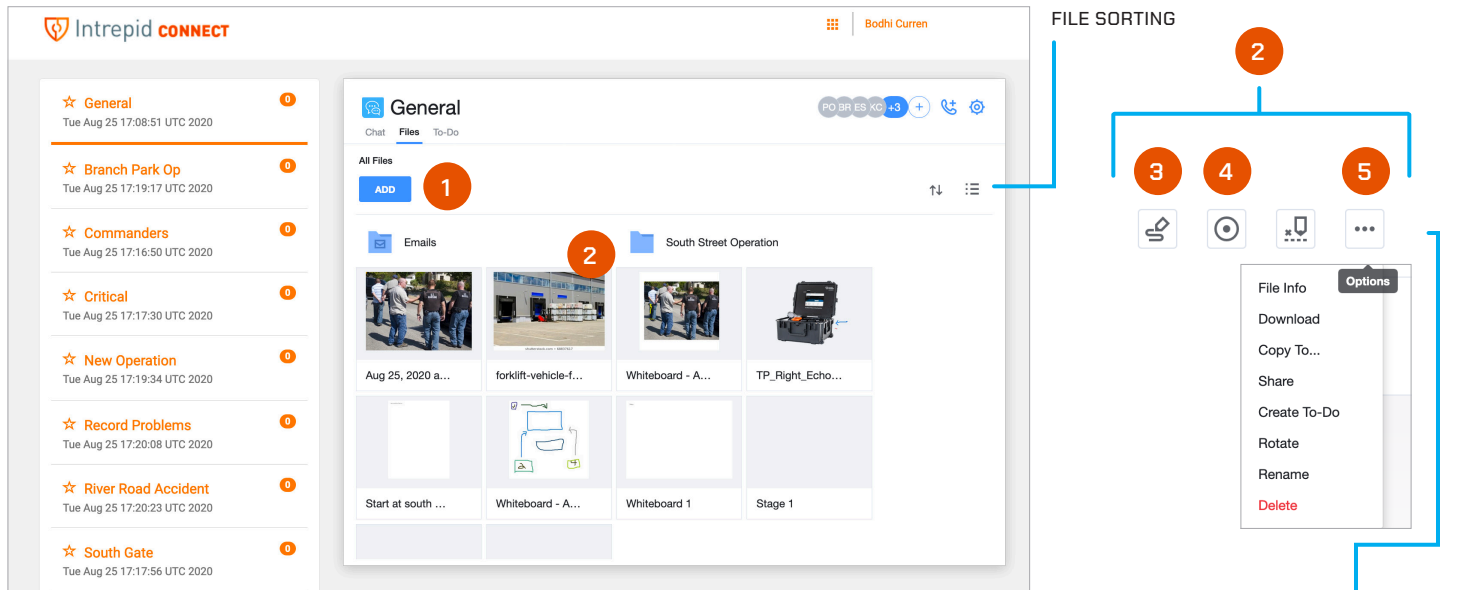 Intrepid CONNECT
Bodhi Curren
FILE SORTING
General
0
Tue Aug 25 17:08:51 UTC 2020
Branch Park Op
0
Tue Aug 25 17:19:17 UTC 2020
Commanders
0
Tue Aug 25 17:16:50 UTC 2020
Critical
0
Tue Aug 25 17:17:30 UTC 2020
New Operation
0
Tue Aug 25 17:19:34 UTC 2020
Record Problems
0
Tue Aug 25 17:20:08 UTC 2020
River Road Accident
0
Tue Aug 25 17:20:23 UTC 2020
South Gate
0
Tue Aug 25 17:17:56 UTC 2020
General
PO BR ES KC +3 +
Chat Files To-Do
All Files
ADD
1
Emails
2
South Street Operation
Aug 25, 2020 a...
forklift-vehicle-f...
Whiteboard - A...
TP_Right_Echo...
2 4
Start at south ...
Whiteboard - A...
Whiteboard 1
Stage 1
2
3 4 5
Options
File Info
Download
Copy To...
Share
Create To-Do
Rotate
Rename
Delete